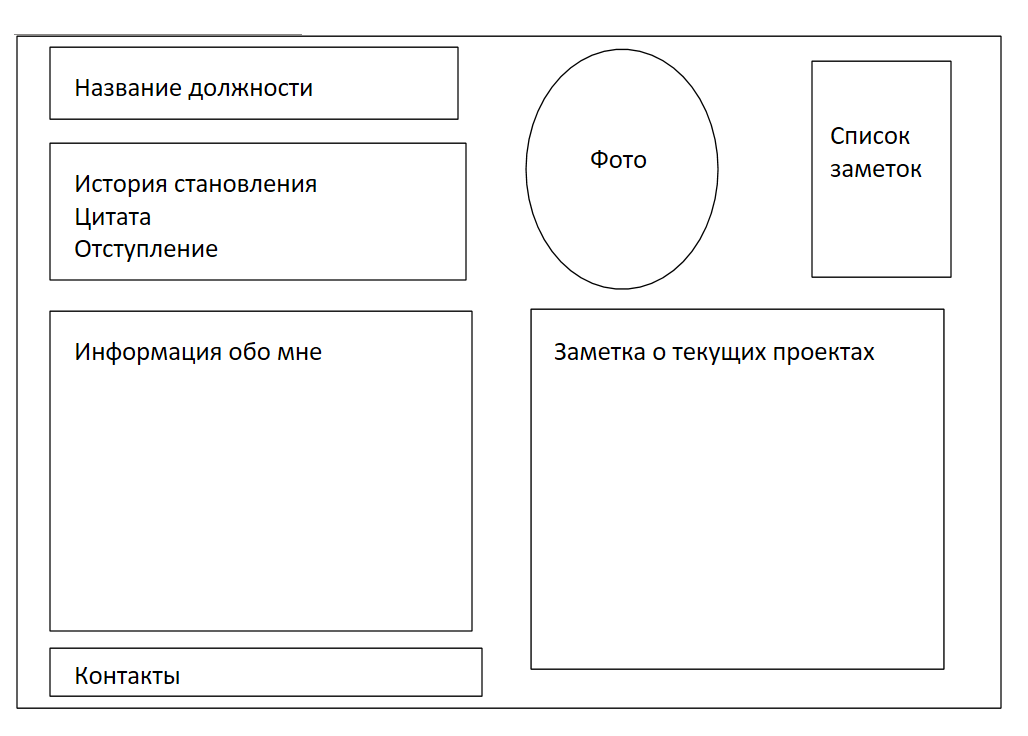 Название должности
История становления
Цитата
Отступление
Фото
Список
заметок
Информация обо мне
Заметка о текущих проектах
Контакты